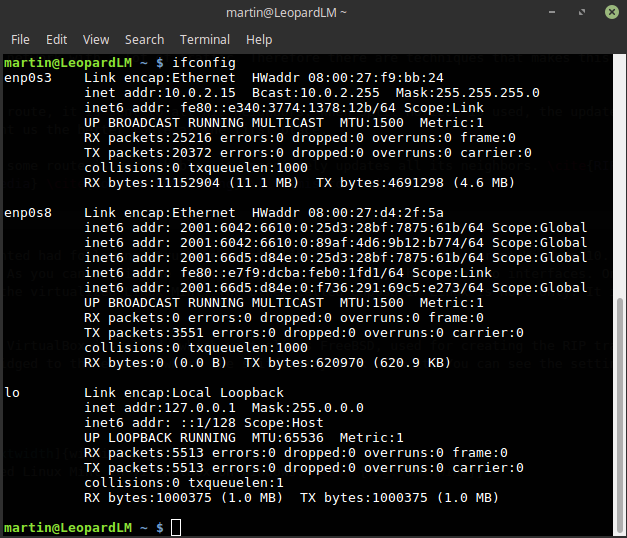 martin@LeopardLM ~
File Edit View Search Terminal Help
martin@LeopardLM ~ $ ifconfig
enp0s3 Link encap:Ethernet HWaddr 08:00:27:f9:bb:24
inet addr:10.0.2.15 Bcast:10.0.2.255 Mask:255.255.255.0
inet6 addr: fe80::e340:3774:1378:12b/64 Scope:Link
UP BROADCAST RUNNING MULTICAST MTU:1500 Metric:1
RX packets:25216 errors:0 dropped:0 overruns:0 frame:0
TX packets:20372 errors:0 dropped:0 overruns:0 carrier:0
collisions:0 txqueuelen:1000
RX bytes:11152904 (11.1 MB) TX bytes:4691298 (4.6 MB)
enp0s8 Link encap:Ethernet HWaddr 08:00:27:d4:2f:5a
inet6 addr: 2001:6042:6610:0:25d3:28bf:7875:61b/64 Scope:Global
inet6 addr: 2001:6042:6610:0:89af:4d6:9b12:b774/64 Scope:Global
inet6 addr: 2001:66d5:d84e:0:25d3:28bf:7875:61b/64 Scope:Global
inet6 addr: fe80::e7f9:dcba:feb0:1fd1/64 Scope:Link
inet6 addr: 2001:66d5:d84e:0:f736:291:69c5:e273/64 Scope:Global
UP BROADCAST RUNNING MULTICAST MTU:1500 Metric:1
RX packets:0 errors:0 dropped:0 overruns:0 frame:0
TX packets:3551 errors:0 dropped:0 overruns:0 carrier:0
collisions:0 txqueuelen:1000
RX bytes:0 (0.0 B) TX bytes:620970 (620.9 KB)
lo Link encap:Local Loopback
inet addr:127.0.0.1 Mask:255.0.0.0
inet6 addr: ::1/128 Scope:Host
UP LOOPBACK RUNNING MTU:65536 Metric:1
RX packets:5513 errors:0 dropped:0 overruns:0 frame:0
TX packets:5513 errors:0 dropped:0 overruns:0 carrier:0
collisions:0 txqueuelen:1
RX bytes:1000375 (1.0 MB) TX bytes:1000375 (1.0 MB)
martin@LeopardLM ~ $